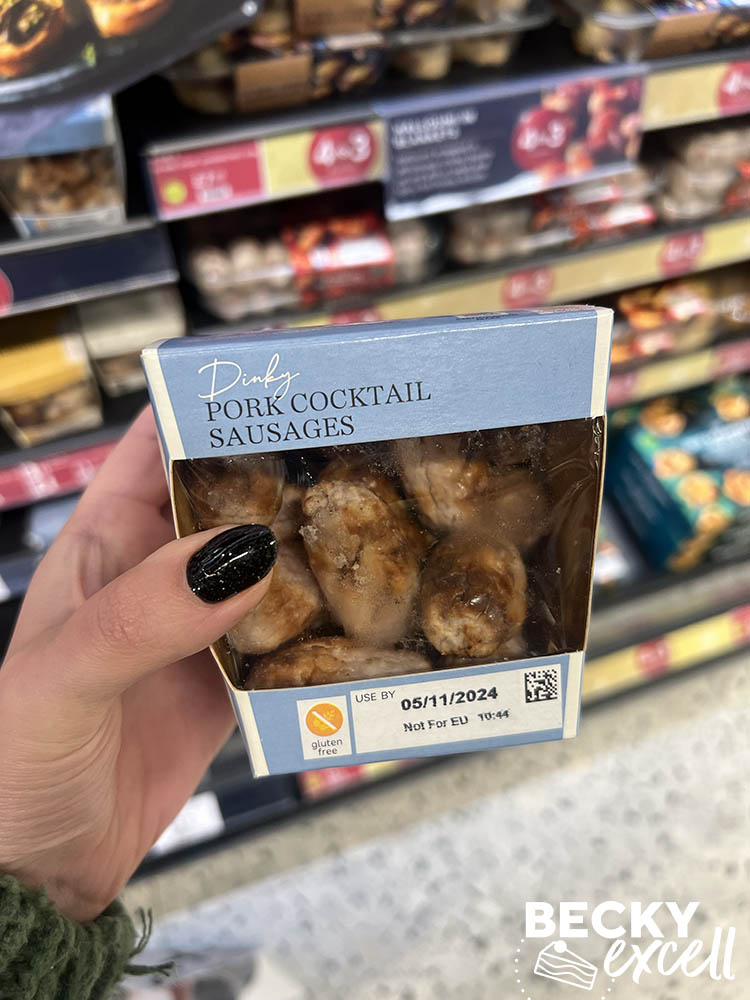 4 for 3
4 for 3
Dinky
PORK COCKTAIL
SAUSAGES
USE BY 05/11/2024
Not For EU 10:44
gluten
free
BECKY
excell